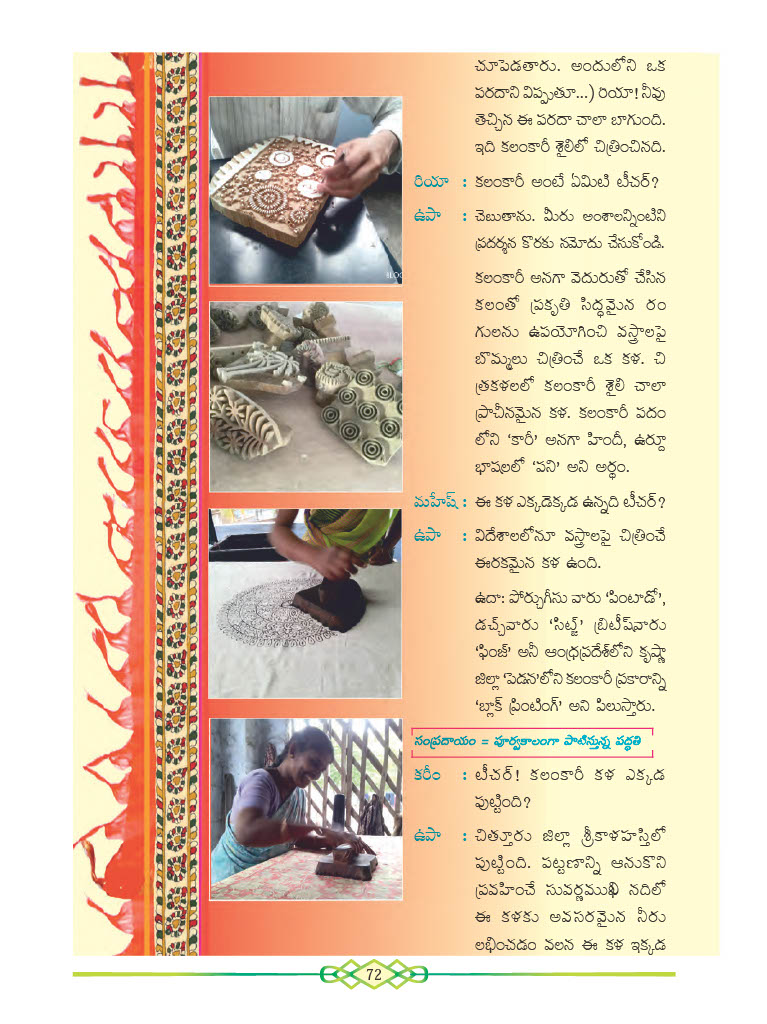 చూపెడతారు. అందులోని ఒక
పరదాని విప్పుతూ...) రియా! నీవు
తెచ్చిన ఈ పరదా చాలా బాగుంది.
ఇది కలంకారీ శైలిలో చిత్రించినది.
రియా : కలంకారీ అంటే ఏమిటి టీచర్?
ఉపా : చెబుతాను. మీరు అంశాలన్నింటిని
ప్రదర్శన కొరకు నమోదు చేసుకోండి.
కలంకారీ అనగా వెదురుతో చేసిన
కలంతో ప్రకృతి సిద్ధమైన రం
గులను ఉపయోగించి వస్త్రాలపై
బొమ్మలు చిత్రించే ఒక కళ. చి
త్రకళలలో కలంకారీ శైలి చాలా
ప్రాచీనమైన కళ. కలంకారీ పదం
లోని 'కారీ' అనగా హిందీ, ఉర్దూ
భాషలలో 'పని' అని అర్థం.
మహేష్ : ఈ కళ ఎక్కడెక్కడ ఉన్నది టీచర్?
ఉపా : విదేశాలలోనూ వస్త్రాలపై చిత్రించే
ఈరకమైన కళ ఉంది.
ఉదా: పోర్చుగీసు వారు 'పింటాడో',
డచ్చ్‌వారు 'సిట్జ్' బ్రిటీష్‌వారు
'ఫింజ్' అనీ ఆంధ్రప్రదేశ్‌లోని కృష్ణా
జిల్లా 'పెడన'లోని కలంకారీ ప్రకారాన్ని
'బ్లాక్ ప్రింటింగ్' అని పిలుస్తారు.
సంప్రదాయం = పూర్వకాలంగా పాటిస్తున్న పద్ధతి
కరీం : టీచర్! కలంకారీ కళ ఎక్కడ
పుట్టింది?
ఉపా : చిత్తూరు జిల్లా శ్రీకాళహస్తిలో
పుట్టింది. పట్టణాన్ని ఆనుకొని
ప్రవహించే సువర్ణముఖి నదిలో
ఈ కళకు అవసరమైన నీరు
లభించడం వలన ఈ కళ ఇక్కడ
72